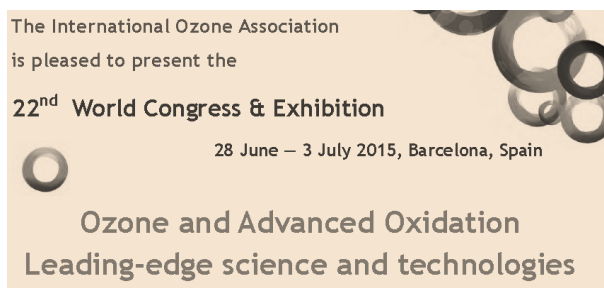 The International Ozone Association
is pleased to present the
22nd World Congress & Exhibition
28 June – 3 July 2015, Barcelona, Spain
Ozone and Advanced Oxidation
Leading-edge science and technologies